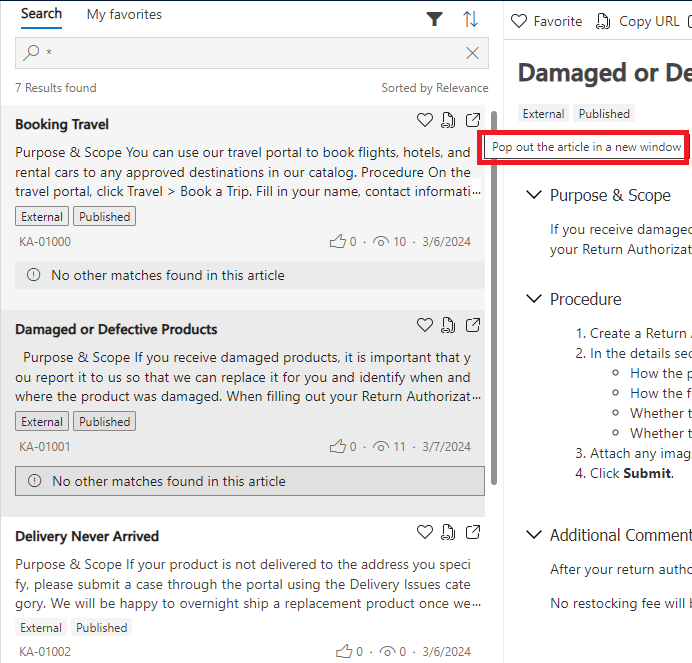 Search My favorites
*
7 Results found Sorted by Relevance
Booking Travel
Purpose & Scope You can use our travel portal to book flights, hotels, and
rental cars to any approved destinations in our catalog. Procedure On the
travel portal, click Travel > Book a Trip. Fill in your name, contact informati...
External Published
KA-01000 0 · 10 · 3/6/2024
No other matches found in this article
Damaged or Defective Products
Purpose & Scope If you receive damaged products, it is important that y
ou report it to us so that we can replace it for you and identify when and
where the product was damaged. When filling out your Return Authorizat...
External Published
KA-01001 0 · 11 · 3/7/2024
No other matches found in this article
Delivery Never Arrived
Purpose & Scope If your product is not delivered to the address you speci
fy, please submit a case through the portal using the Delivery Issues cate
gory. We will be happy to overnight ship a replacement product once we...
External Published
KA-01002 0 · 0 · 3/6/2024
Favorite Copy URL
Damaged or De
External Published
Pop out the article in a new window
Purpose & Scope
If you receive damaged
your Return Authorizat
Procedure
1. Create a Return
2. In the details sec
How the p
How the f
Whether t
Whether t
3. Attach any imag
4. Click Submit.
Additional Comment
After your return autho
No restocking fee will b